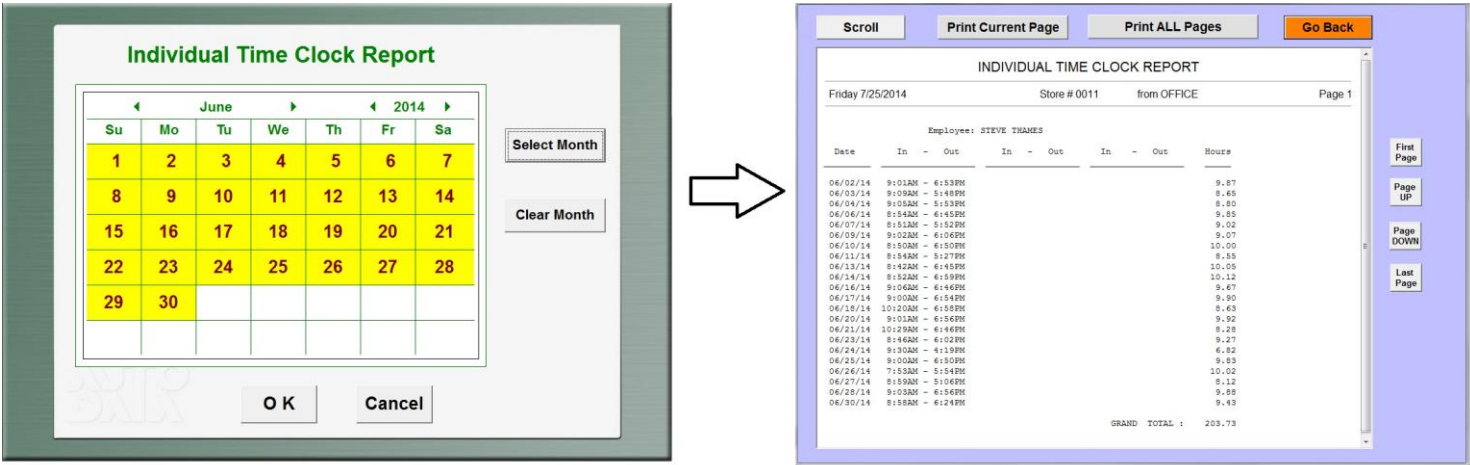 Individual Time Clock Report
June 2014
Su Mo Tu We Th Fr Sa
1 2 3 4 5 6 7
8 9 10 11 12 13 14
15 16 17 18 19 20 21
22 23 24 25 26 27 28
29 30
Select Month
Clear Month
AUTO
DATA
O K Cancel
Scroll Print Current Page Print ALL Pages Go Back
INDIVIDUAL TIME CLOCK REPORT
Friday 7/25/2014 Store # 0011 from OFFICE Page 1
Employee: STEVE THAMES
Date In - Out In - Out In - Out Hours
06/02/14 9:01AM - 6:53PM 9.87
06/03/14 9:09AM - 5:48PM 8.65
06/04/14 9:05AM - 5:53PM 8.80
06/06/14 8:54AM - 6:45PM 9.85
06/07/14 8:51AM - 5:52PM 9.02
06/09/14 9:02AM - 6:06PM 9.07
06/10/14 8:50AM - 6:50PM 10.00
06/11/14 8:54AM - 5:27PM 8.55
06/13/14 8:42AM - 6:45PM 10.05
06/14/14 8:52AM - 6:59PM 10.12
06/16/14 9:06AM - 6:46PM 9.67
06/17/14 9:00AM - 6:54PM 9.90
06/18/14 10:20AM - 6:58PM 8.63
06/20/14 9:01AM - 6:56PM 9.92
06/21/14 10:29AM - 6:46PM 8.28
06/23/14 8:46AM - 6:02PM 9.27
06/24/14 9:30AM - 4:19PM 6.82
06/25/14 9:00AM - 6:50PM 9.83
06/26/14 7:53AM - 5:54PM 10.02
06/27/14 8:59AM - 5:06PM 8.12
06/28/14 9:03AM - 6:56PM 9.88
06/30/14 8:58AM - 6:24PM 9.43
GRAND TOTAL : 203.73
First
Page
Page
UP
Page
DOWN
Last
Page